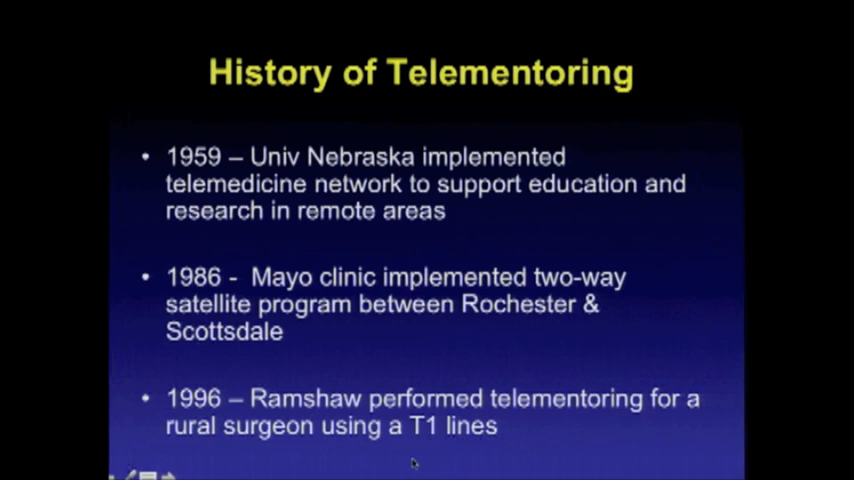 History of Telementoring
• 1959 – Univ Nebraska implemented
telemedicine network to support education and
research in remote areas
• 1986 - Mayo clinic implemented two-way
satellite program between Rochester &
Scottsdale
• 1996 – Ramshaw performed telementoring for a
rural surgeon using a T1 lines